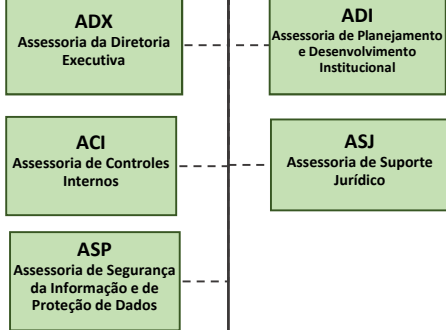 ADX
Assessoria da Diretoria
Executiva
ADI
Assessoria de Planejamento
e Desenvolvimento
Institucional
ACI
Assessoria de Controles
Internos
ASJ
Assessoria de Suporte
Jurídico
ASP
Assessoria de Segurança
da Informação e de
Proteção de Dados